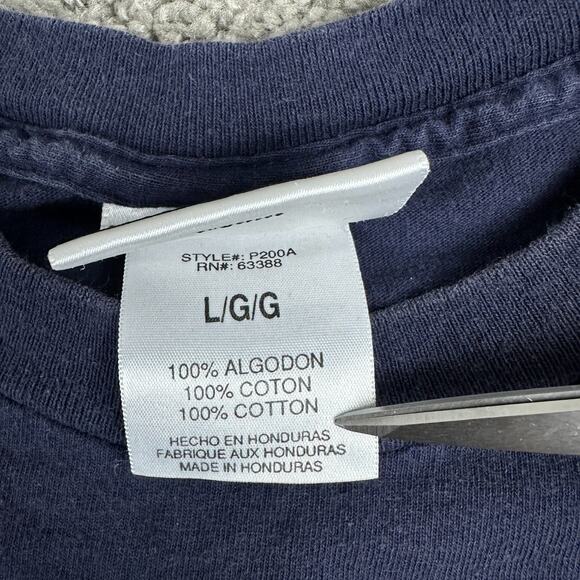 STYLE#: P200A
RN#: 63388
L/G/G
100% ALGODON
100% COTON
100% COTTON
HECHO EN HONDURAS
FABRIQUE AUX HONDURAS
MADE IN HONDURAS